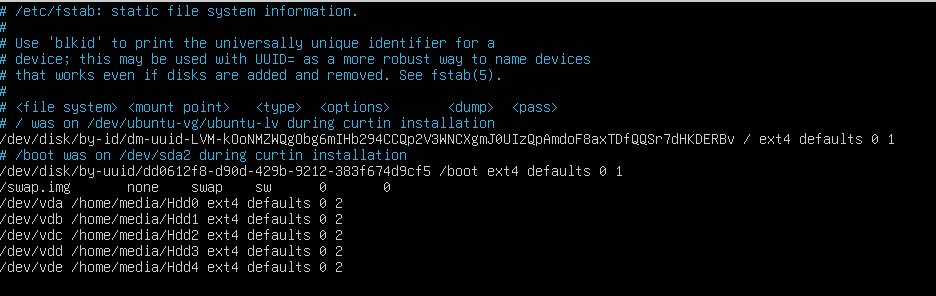 # /etc/fstab: static file system information.
#
# Use 'blkid' to print the universally unique identifier for a
# device; this may be used with UUID= as a more robust way to name devices
# that works even if disks are added and removed. See fstab(5).
#
# <file system> <mount point>   <type>  <options>       <dump>  <pass>
# / was on /dev/ubuntu-vg/ubuntu-lv during curtin installation
/dev/disk/by-id/dm-uuid-LVM-kOoNMZWQgObg6mIHb294CCQp2V3WNCXgmJ0UIzQpAmdoF8axTDfQQSr7dHKDERBv / ext4 defaults 0 1
# /boot was on /dev/sda2 during curtin installation
/dev/disk/by-uuid/dd0612f8-d90d-429b-9212-383f674d9cf5 /boot ext4 defaults 0 1
/swap.img       none    swap    sw      0       0
/dev/vda /home/media/Hdd0 ext4 defaults 0 2
/dev/vdb /home/media/Hdd1 ext4 defaults 0 2
/dev/vdc /home/media/Hdd2 ext4 defaults 0 2
/dev/vdd /home/media/Hdd3 ext4 defaults 0 2
/dev/vde /home/media/Hdd4 ext4 defaults 0 2